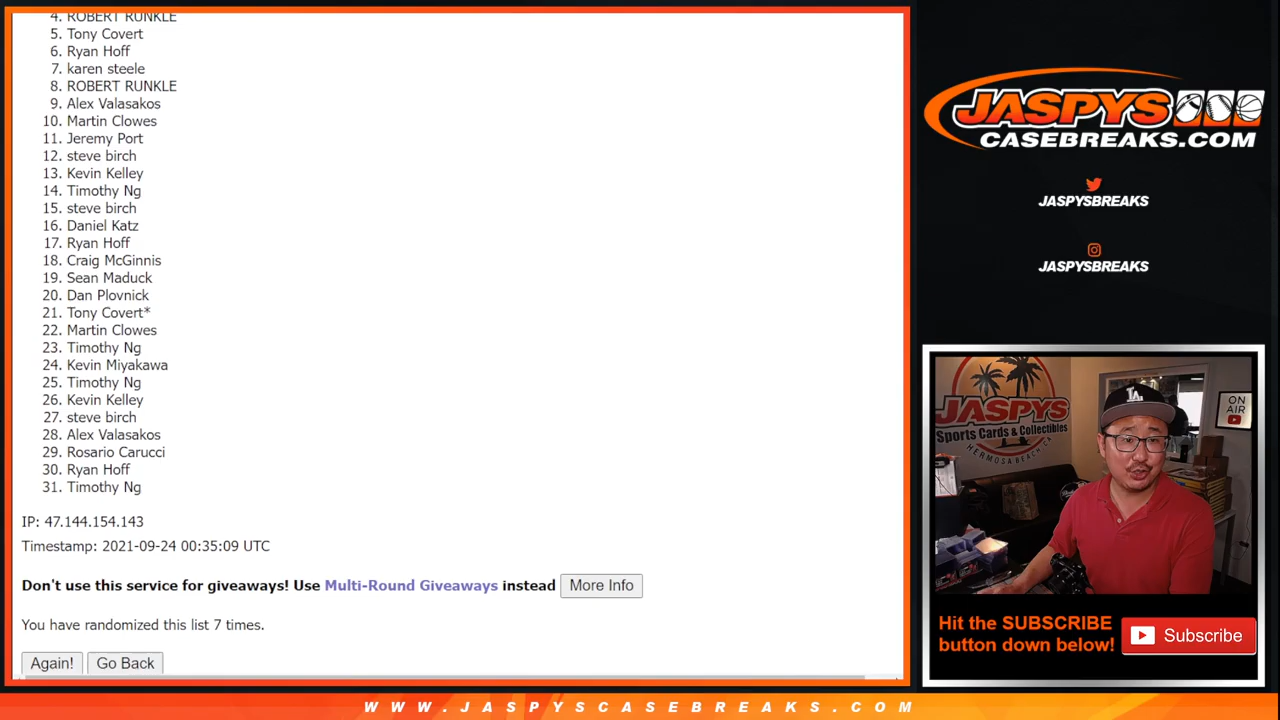 4. ROBERT RUNKLE
5. Tony Covert
6. Ryan Hoff
7. karen steele
8. ROBERT RUNKLE
9. Alex Valasakos
10. Martin Clowes
11. Jeremy Port
12. steve birch
13. Kevin Kelley
14. Timothy Ng
15. steve birch
16. Daniel Katz
17. Ryan Hoff
18. Craig McGinnis
19. Sean Maduck
20. Dan Plovnick
21. Tony Covert*
22. Martin Clowes
23. Timothy Ng
24. Kevin Miyakawa
25. Timothy Ng
26. Kevin Kelley
27. steve birch
28. Alex Valasakos
29. Rosario Carucci
30. Ryan Hoff
31. Timothy Ng
IP: 47.144.154.143
Timestamp: 2021-09-24 00:35:09 UTC
Don't use this service for giveaways! Use Multi-Round Giveaways instead More Info
You have randomized this list 7 times.
Again! Go Back
JASPYS
CASEBREAKS.COM
JASPYSBREAKS
JASPYSBREAKS
JASPYS
Sports Cards & Collectibles
HERMOSA BEACH CA
LA
ON
AIR
Hit the SUBSCRIBE
button down below!
Subscribe
WWW.JASPYSCASEBREAKS.COM